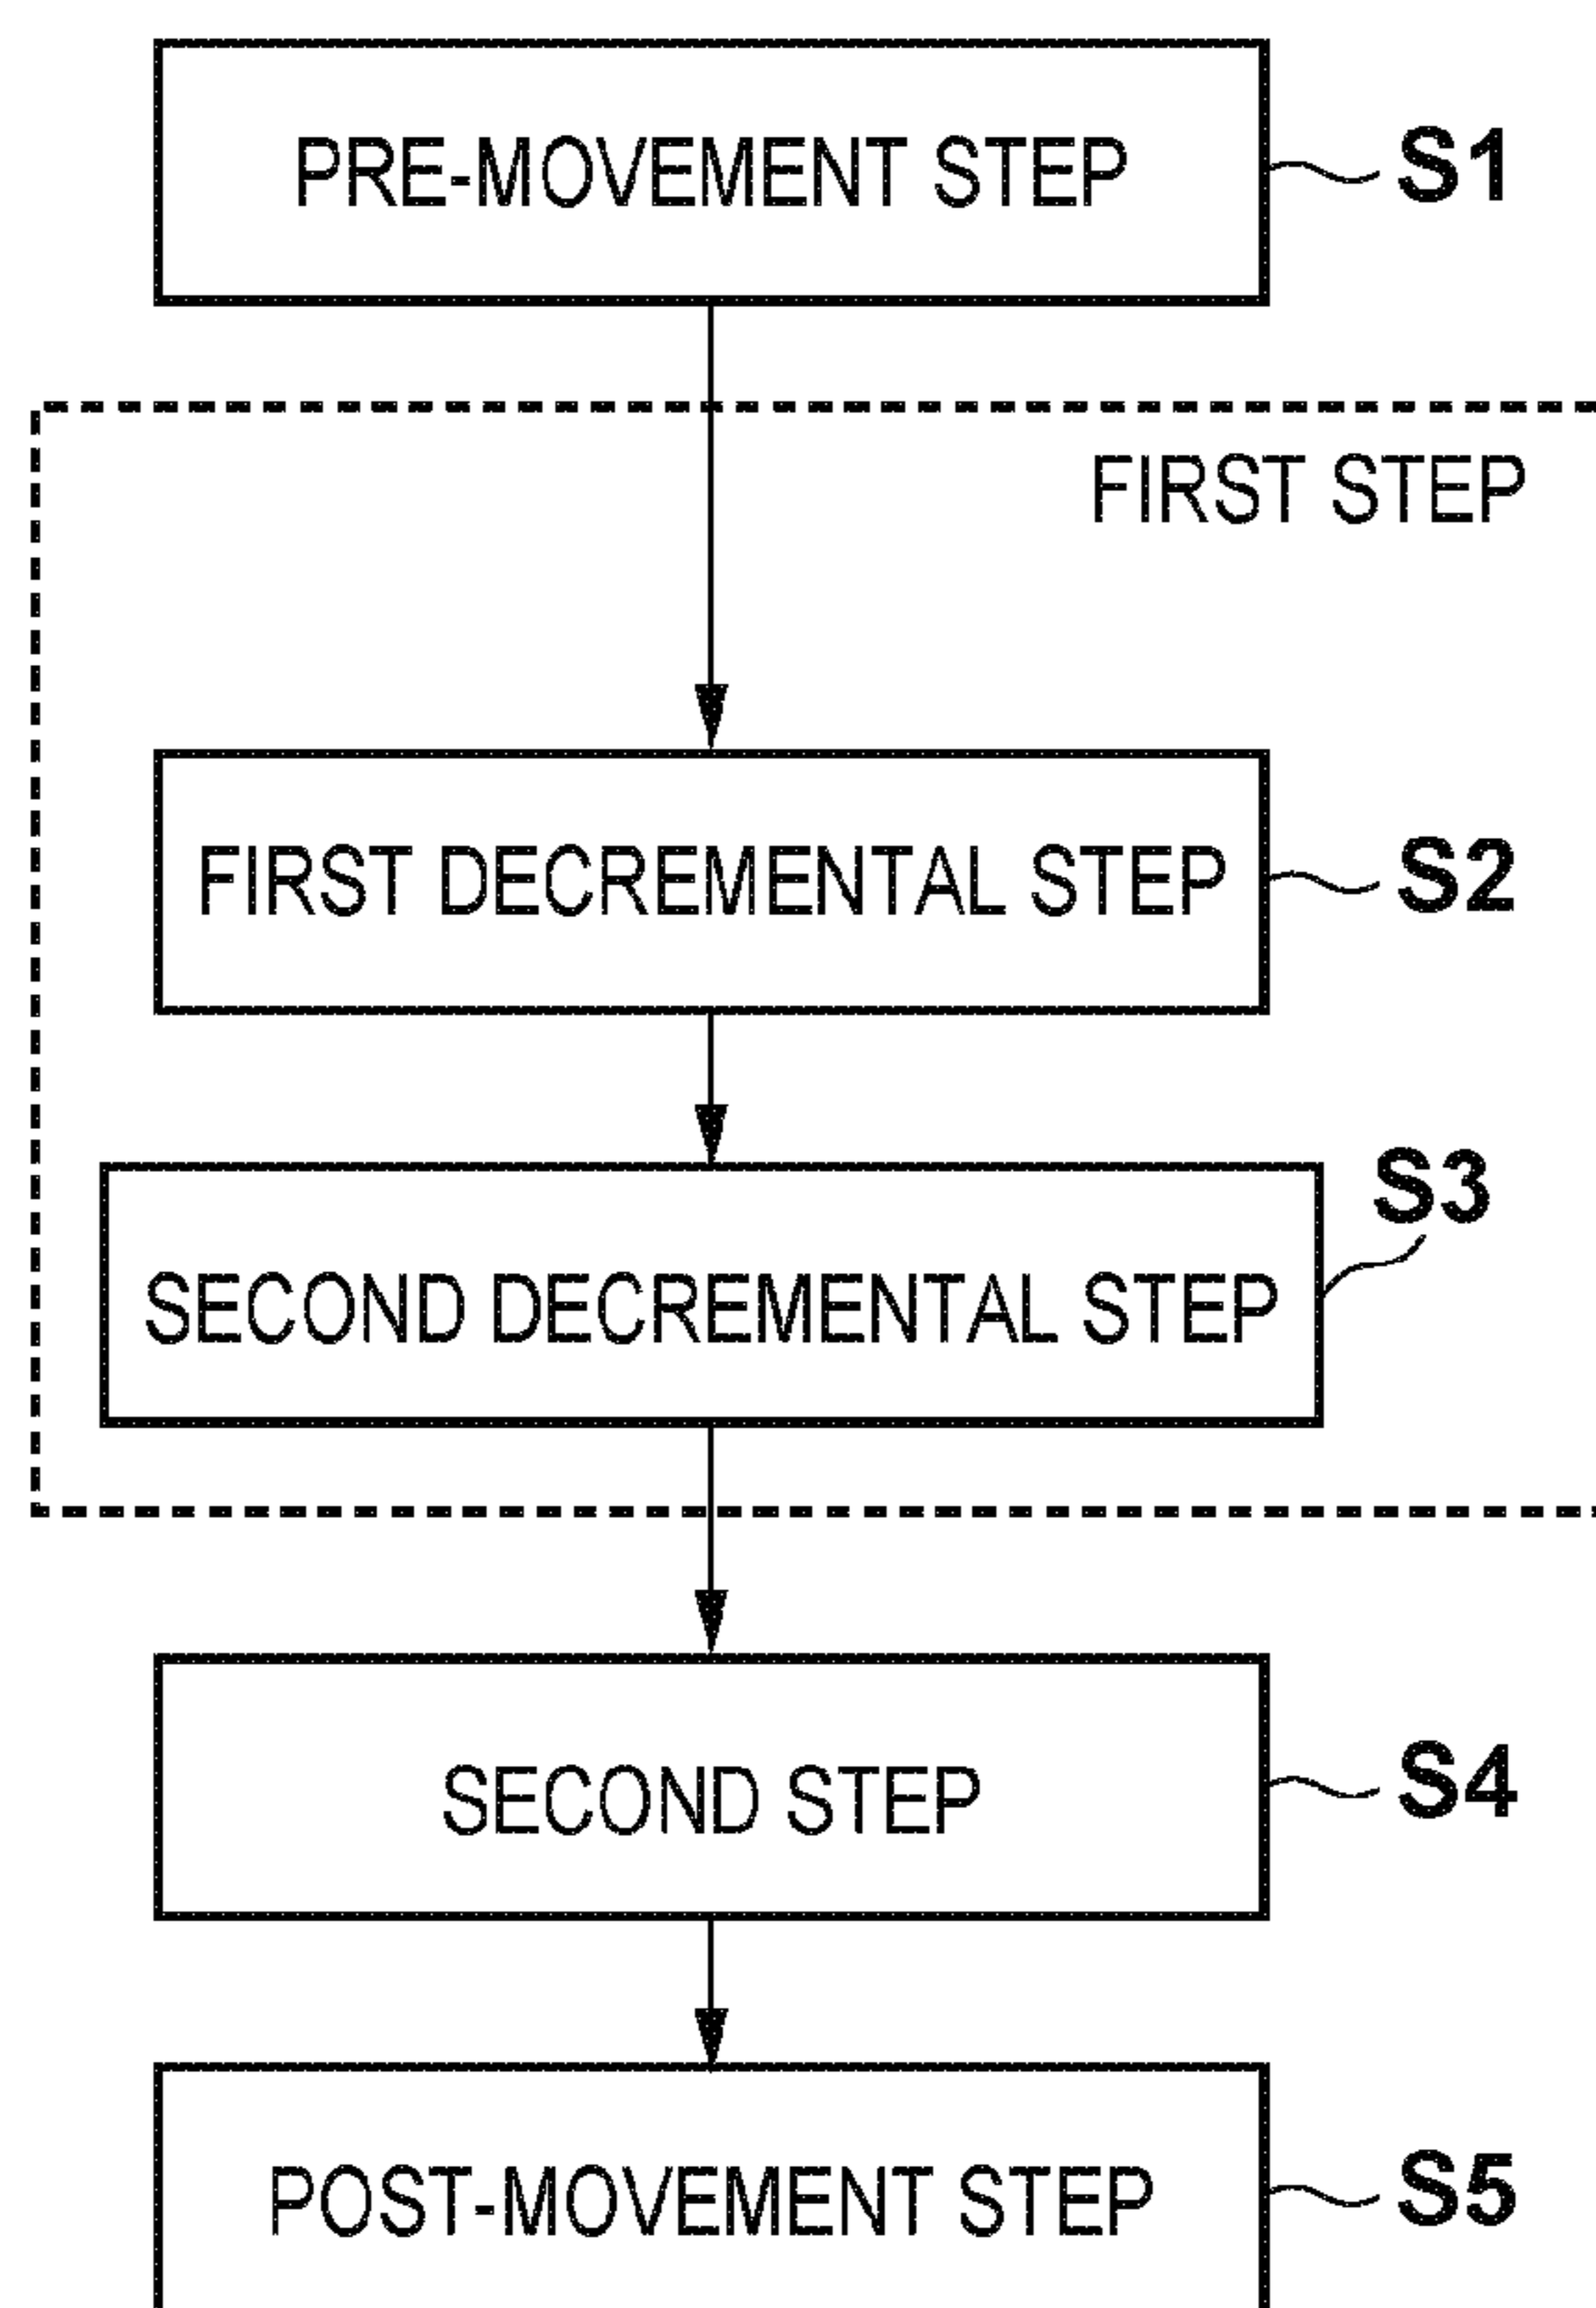 PRE-MOVEMENT STEP S1
FIRST STEP
FIRST DECREMENTAL STEP S2
S3
SECOND DECREMENTAL STEP
SECOND STEP S4
POST-MOVEMENT STEP S5